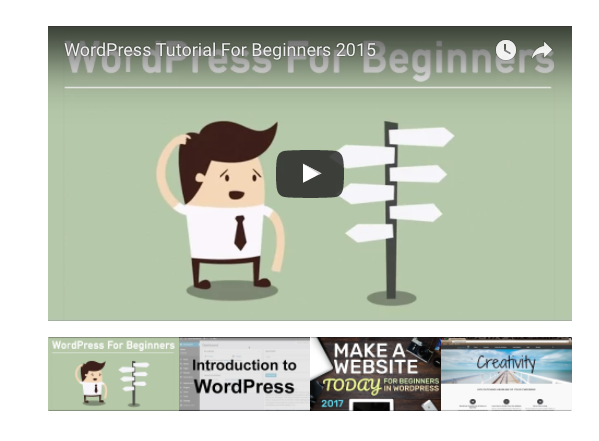 WordPress Tutorial For Beginners 2015
WordPress For Beginners
WordPress For Beginners
Introduction to
WordPress
MAKE A
WEBSITE
TODAY FOR BEGINNERS
IN WORDPRESS
2017
Creativity